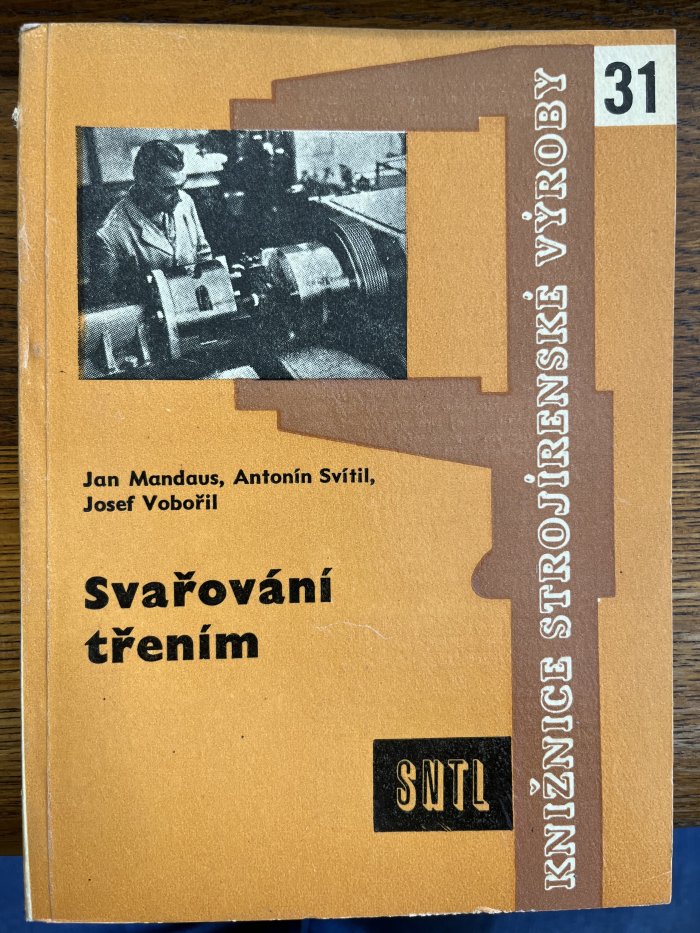 31
KNIŽNICE STROJÍRENSKÉ VÝROBY
Jan Mandaus, Antonín Svítil,
Josef Vobořil
Svařování
třením
SNTL